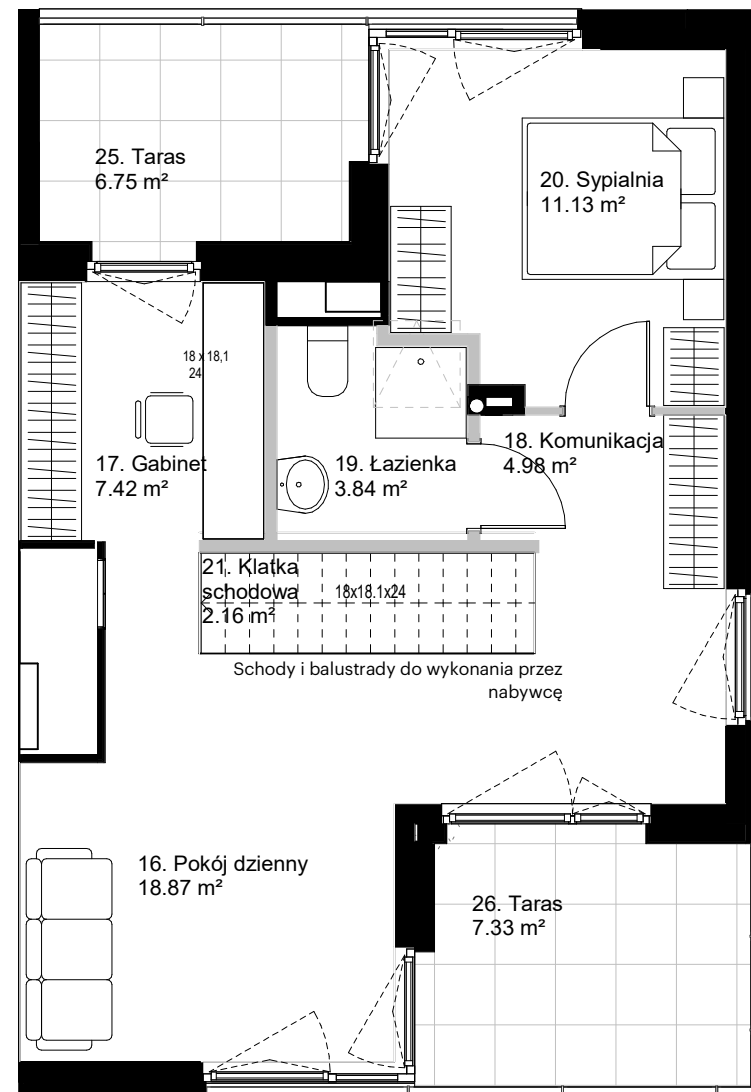 25. Taras
6.75 m²
20. Sypialnia
11.13 m²
18 x 18,1
24
17. Gabinet
7.42 m²
19. Łazienka
3.84 m²
18. Komunikacja
4.98 m²
21. Klatka
schodowa
2.16 m²
18x18.1x24
Schody i balustrady do wykonania przez
nabywcę
16. Pokój dzienny
18.87 m²
26. Taras
7.33 m²